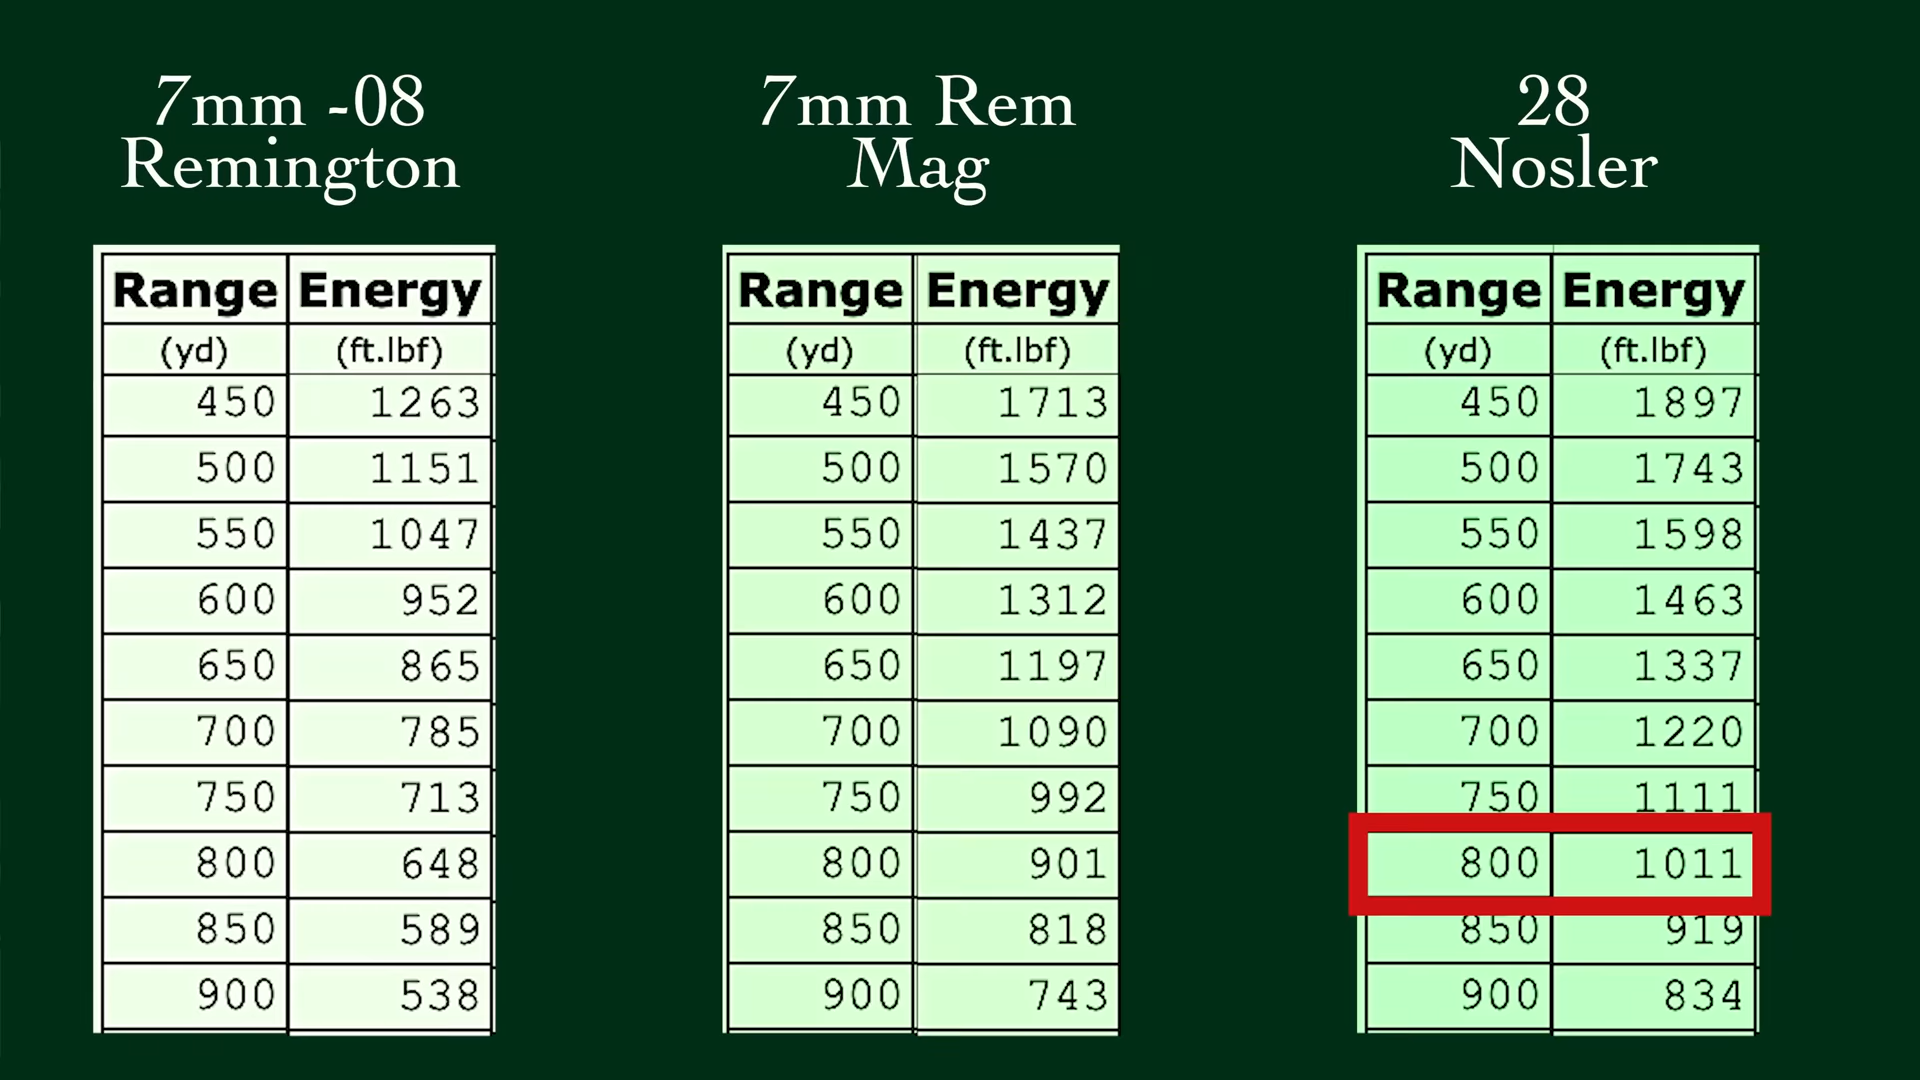 7mm -08
Remington
Range Energy
(yd) (ft.lbf)
450 1263
500 1151
550 1047
600 952
650 865
700 785
750 713
800 648
850 589
900 538
7mm Rem
Mag
Range Energy
(yd) (ft.lbf)
450 1713
500 1570
550 1437
600 1312
650 1197
700 1090
750 992
800 901
850 818
900 743
28
Nosler
Range Energy
(yd) (ft.lbf)
450 1897
500 1743
550 1598
600 1463
650 1337
700 1220
750 1111
800 1011
850 919
900 834